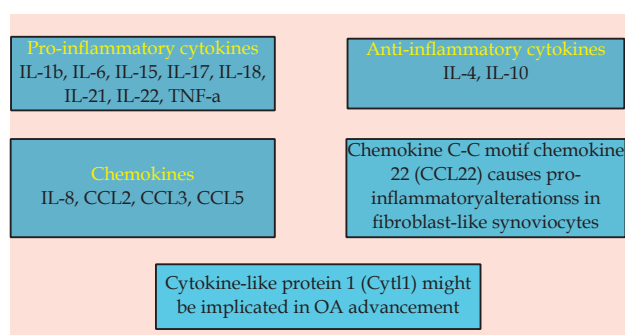 Pro-inflammatory cytokines
IL-1b, IL-6, IL-15, IL-17, IL-18,
IL-21, IL-22, TNF-a
Anti-inflammatory cytokines
IL-4, IL-10
Chemokines
IL-8, CCL2, CCL3, CCL5
Chemokine C-C motif chemokine
22 (CCL22) causes pro-
inflammatoryalterationss in
fibroblast-like synoviocytes
Cytokine-like protein 1 (Cytl1) might
be implicated in OA advancement